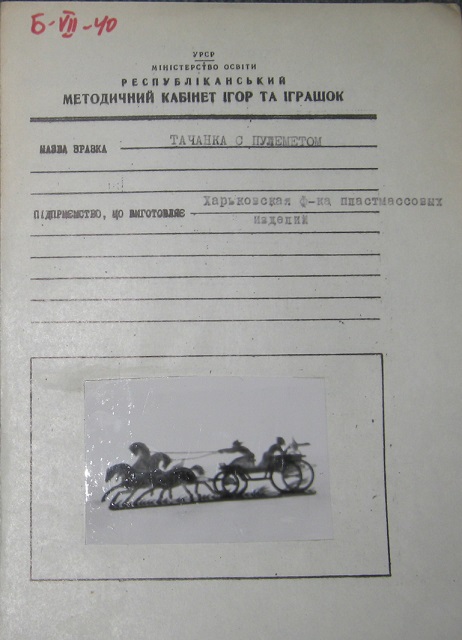 Б-VII-40
УРСР
МІНІСТЕРСТВО ОСВІТИ
РЕСПУБЛІКАНСЬКИЙ
МЕТОДИЧНИЙ КАБІНЕТ ІГОР ТА ІГРАШОК
НАЗВА ЗРАЗКА ТАЧАНКА С ПУЛЕМЕТОМ
ПІДПРИЄМСТВО, ЩО ВИГОТОВЛЯЄ Харьковская ф-ка пластмассовых
изделий